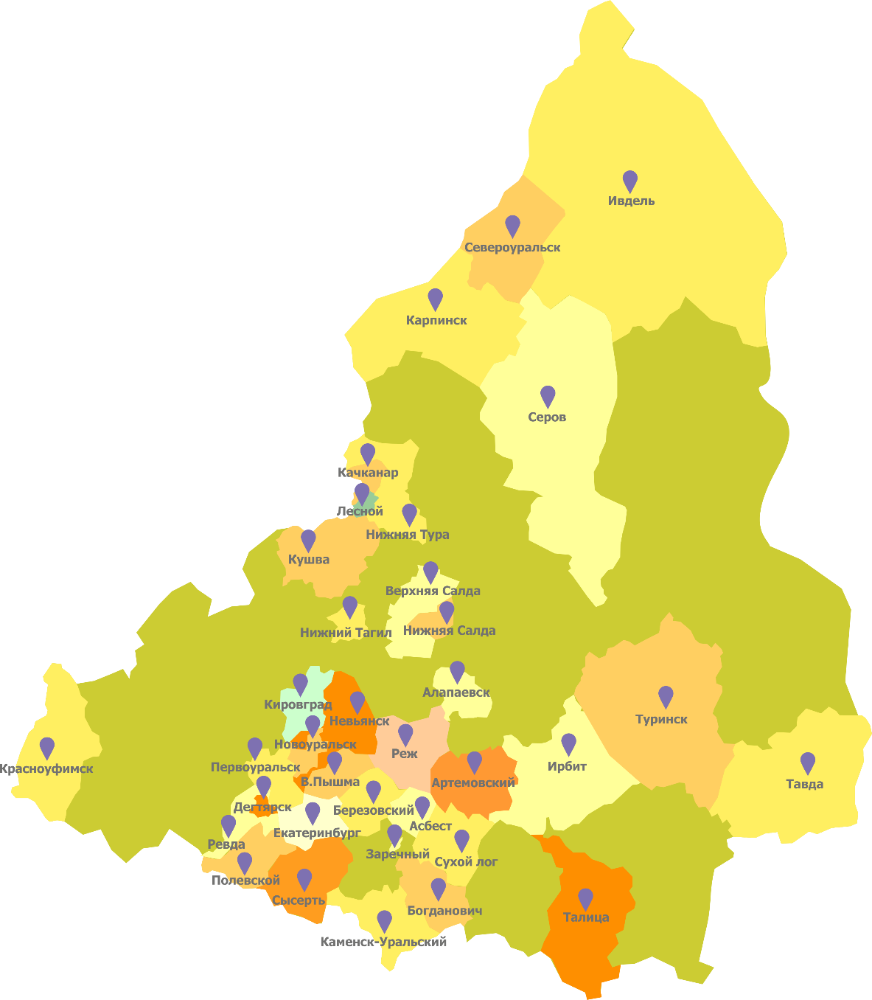 Ивдель
Североуральск
Карпинск
Серов
Качканар
Лесной
Нижняя Тура
Кушва
Верхняя Салда
Нижний Тагил
Нижняя Салда
Алапаевск
Кировград
Невьянск
Туринск
Новоуральск
Реж
Ирбит
Первоуральск
Красноуфимск
В.Пышма
Артемовский
Тавда
Дегтярск
Березовский
Асбест
Екатеринбург
Ревда
Заречный
Сухой лог
Полевской
Сысерть
Богданович
Талица
Каменск-Уральский